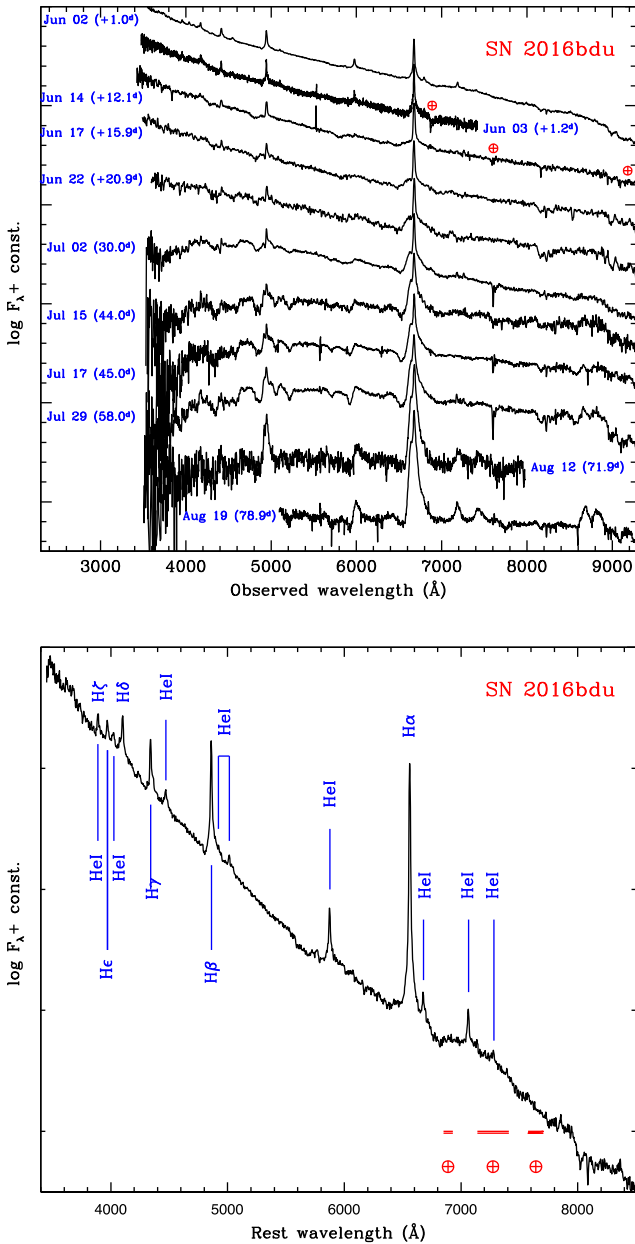 Jun 02 (+1.0ᵈ)
SN 2016bdu
Jun 14 (+12.1ᵈ)
⊕
Jun 03 (+1.2ᵈ)
Jun 17 (+15.9ᵈ)
⊕
⊕
Jun 22 (+20.9ᵈ)
Jul 02 (30.0ᵈ)
Jul 15 (44.0ᵈ)
Jul 17 (45.0ᵈ)
Jul 29 (58.0ᵈ)
Aug 12 (71.9ᵈ)
Aug 19 (78.9ᵈ)
log F_λ + const.
3000 4000 5000 6000 7000 8000 9000
Observed wavelength (Å)
SN 2016bdu
Hζ
Hδ
HeI
HeI
HeI
Hα
HeI
HeI
Hϵ
Hγ
Hβ
HeI
HeI
HeI
⊕ ⊕ ⊕
log F_λ + const.
4000 5000 6000 7000 8000
Rest wavelength (Å)